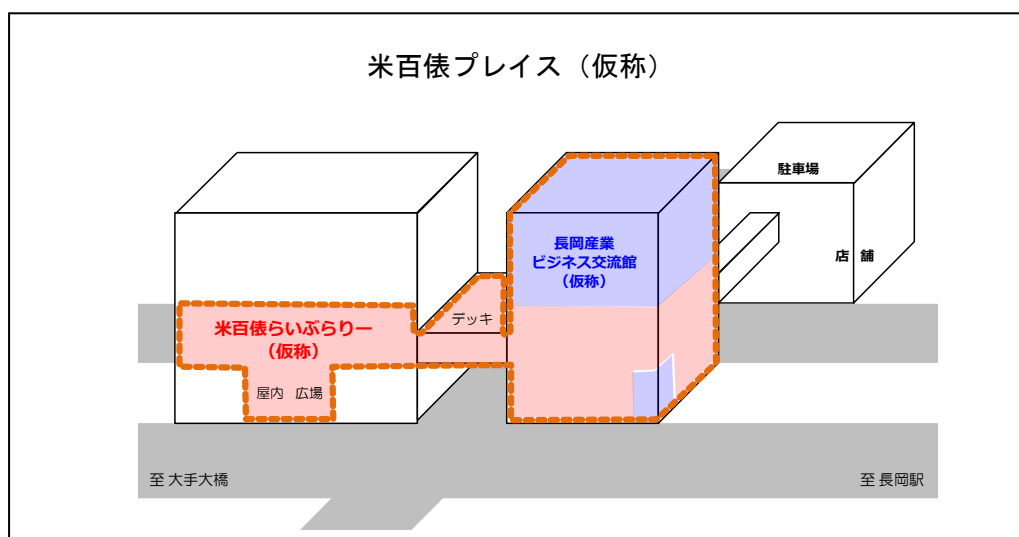 米百俵プレイス（仮称）
駐車場
長岡産業
ビジネス交流館
（仮称）
店 舗
デッキ
米百俵らいぶらりー
（仮称）
屋内 広場
至 大手大橋
至 長岡駅